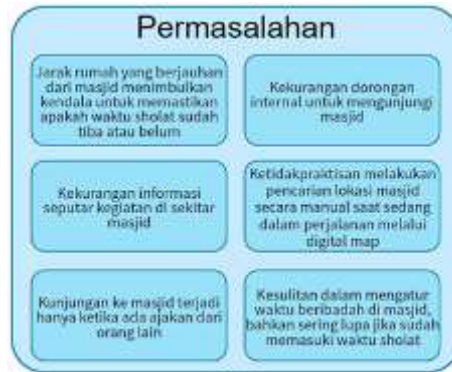 Permasalahan
Jarak rumah yang berjauhan
dari masjid menimbulkan
kendala untuk memastikan
apakah waktu sholat sudah
tiba atau belum
Kekurangan dorongan
internal untuk mengunjungi
masjid
Kekurangan informasi
seputar kegiatan di sekitar
masjid
Ketidakpraktisan melakukan
pencarian lokasi masjid
secara manual saat sedang
dalam perjalanan melalui
digital map
Kunjungan ke masjid terjadi
hanya ketika ada ajakan dari
orang lain
Kesulitan dalam mengatur
waktu beribadah di masjid,
bahkan sering lupa jika sudah
memasuki waktu sholat